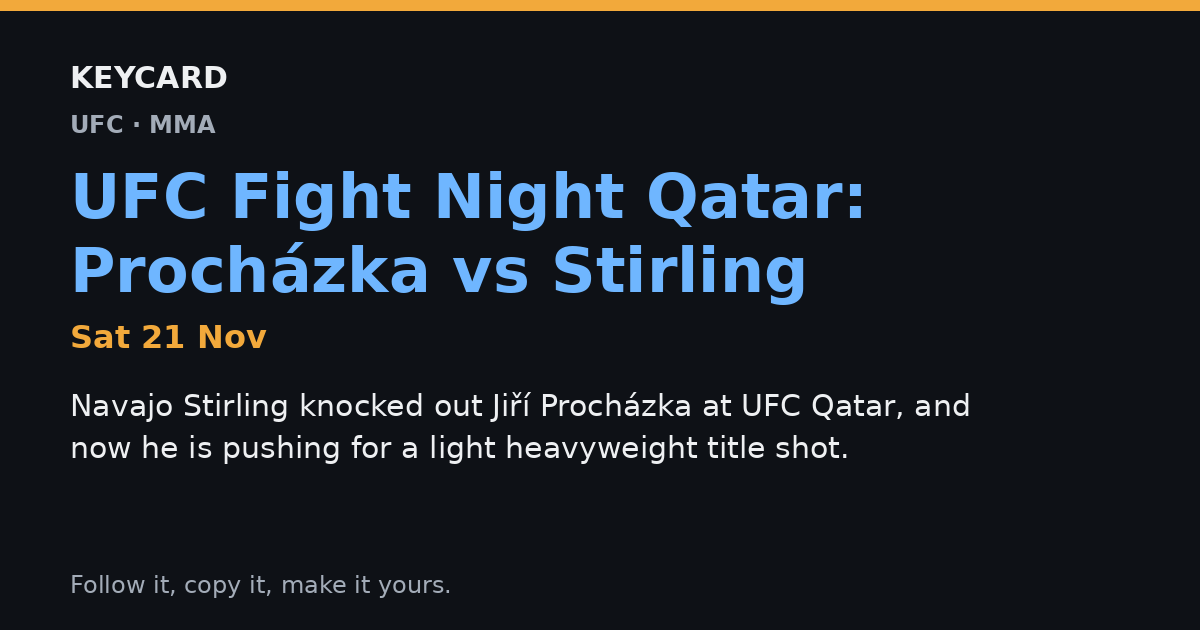 KEYCARD
UFC · MMA
UFC Fight Night Qatar:
Procházka vs Stirling
Sat 21 Nov
Navajo Stirling knocked out Jiří Procházka at UFC Qatar, and
now he is pushing for a light heavyweight title shot.
Follow it, copy it, make it yours.